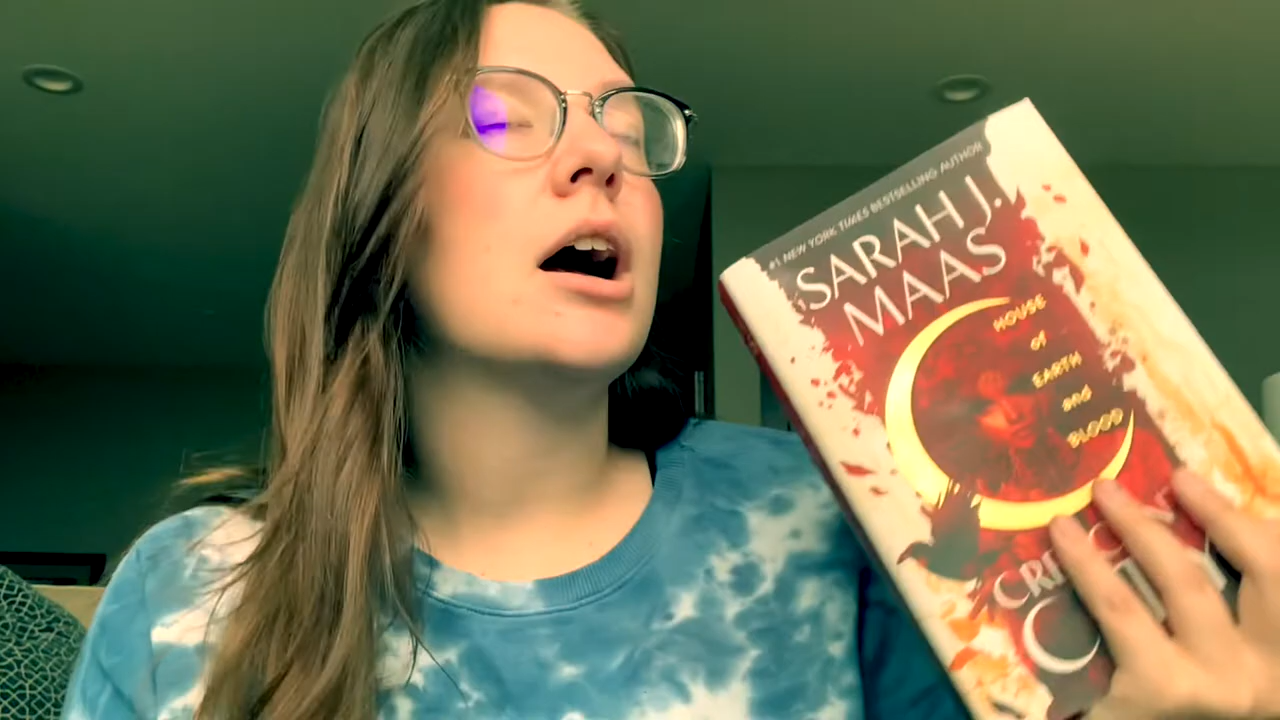 #1 NEW YORK TIMES BESTSELLING AUTHOR
SARAH J.
MAAS
HOUSE
of
EARTH
and
BLOOD